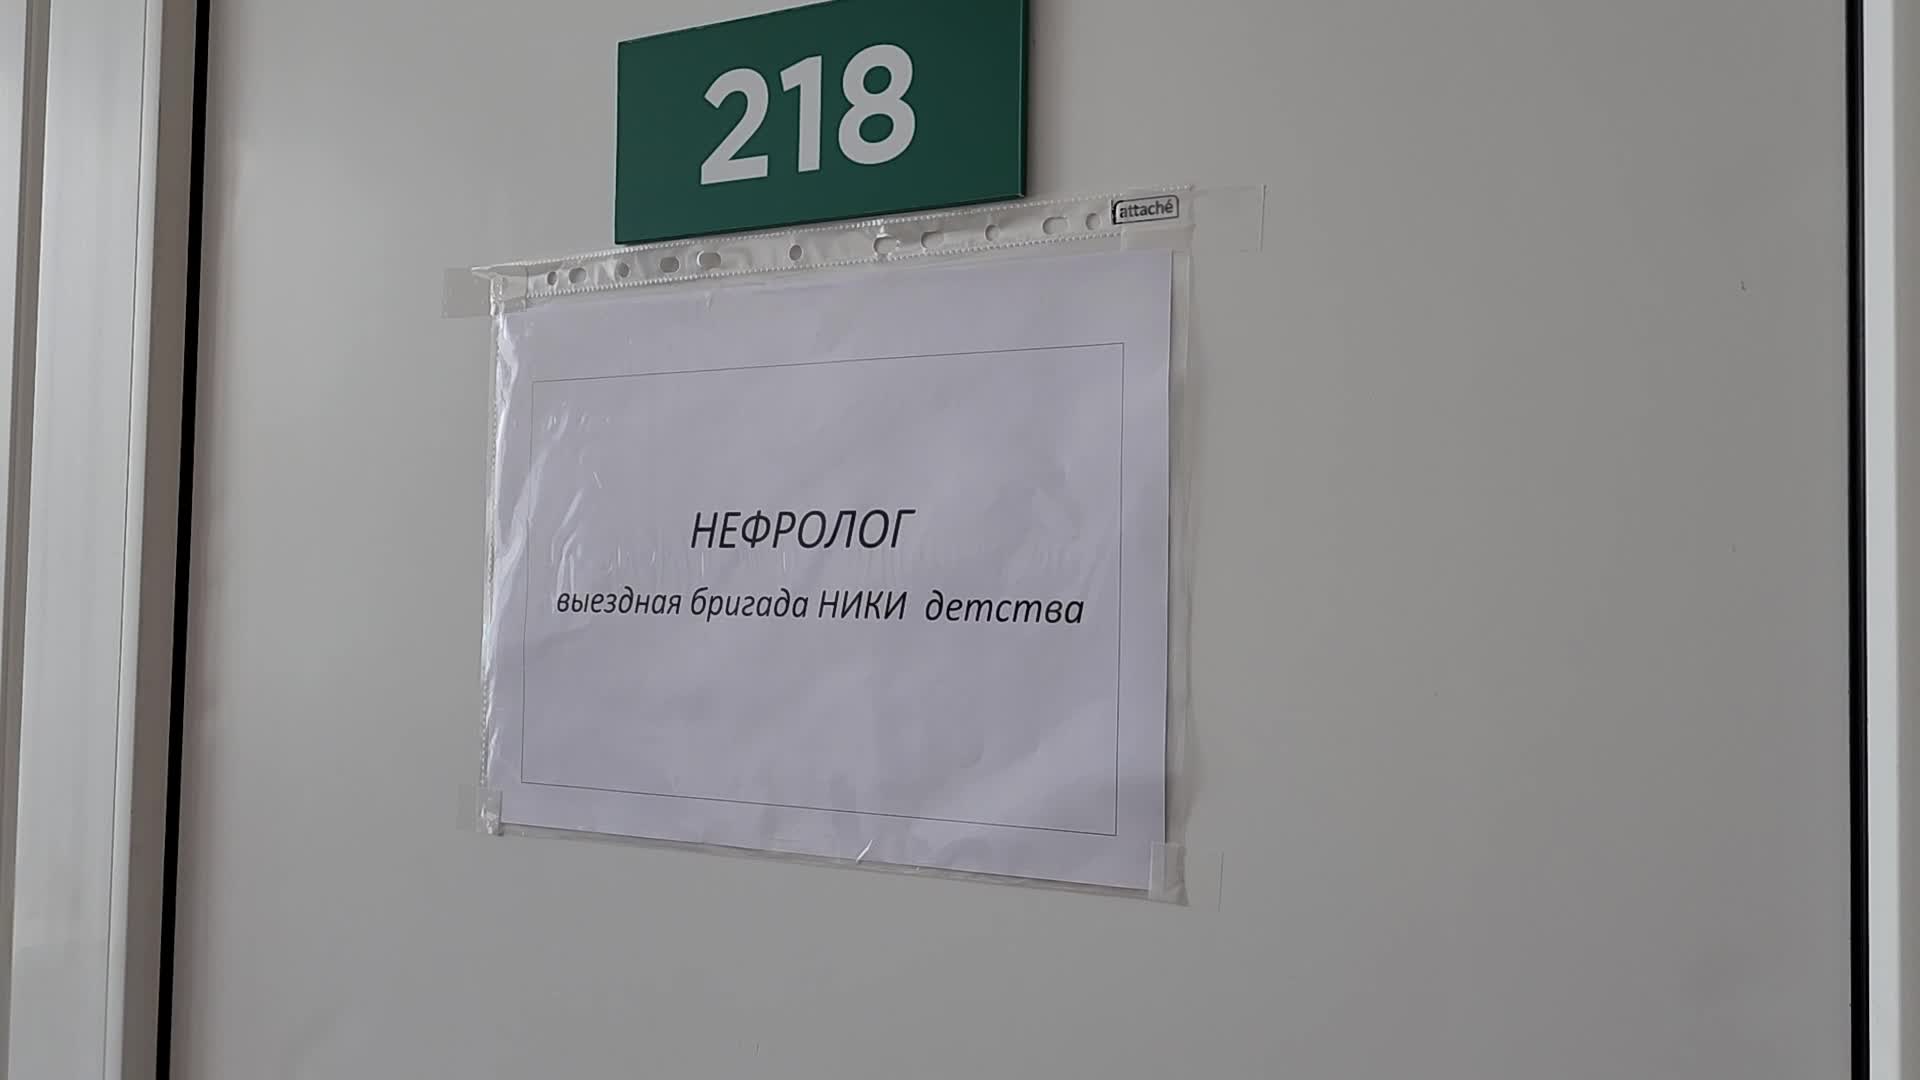 218
attaché
НЕФРОЛОГ
выездная бригада НИКИ детства